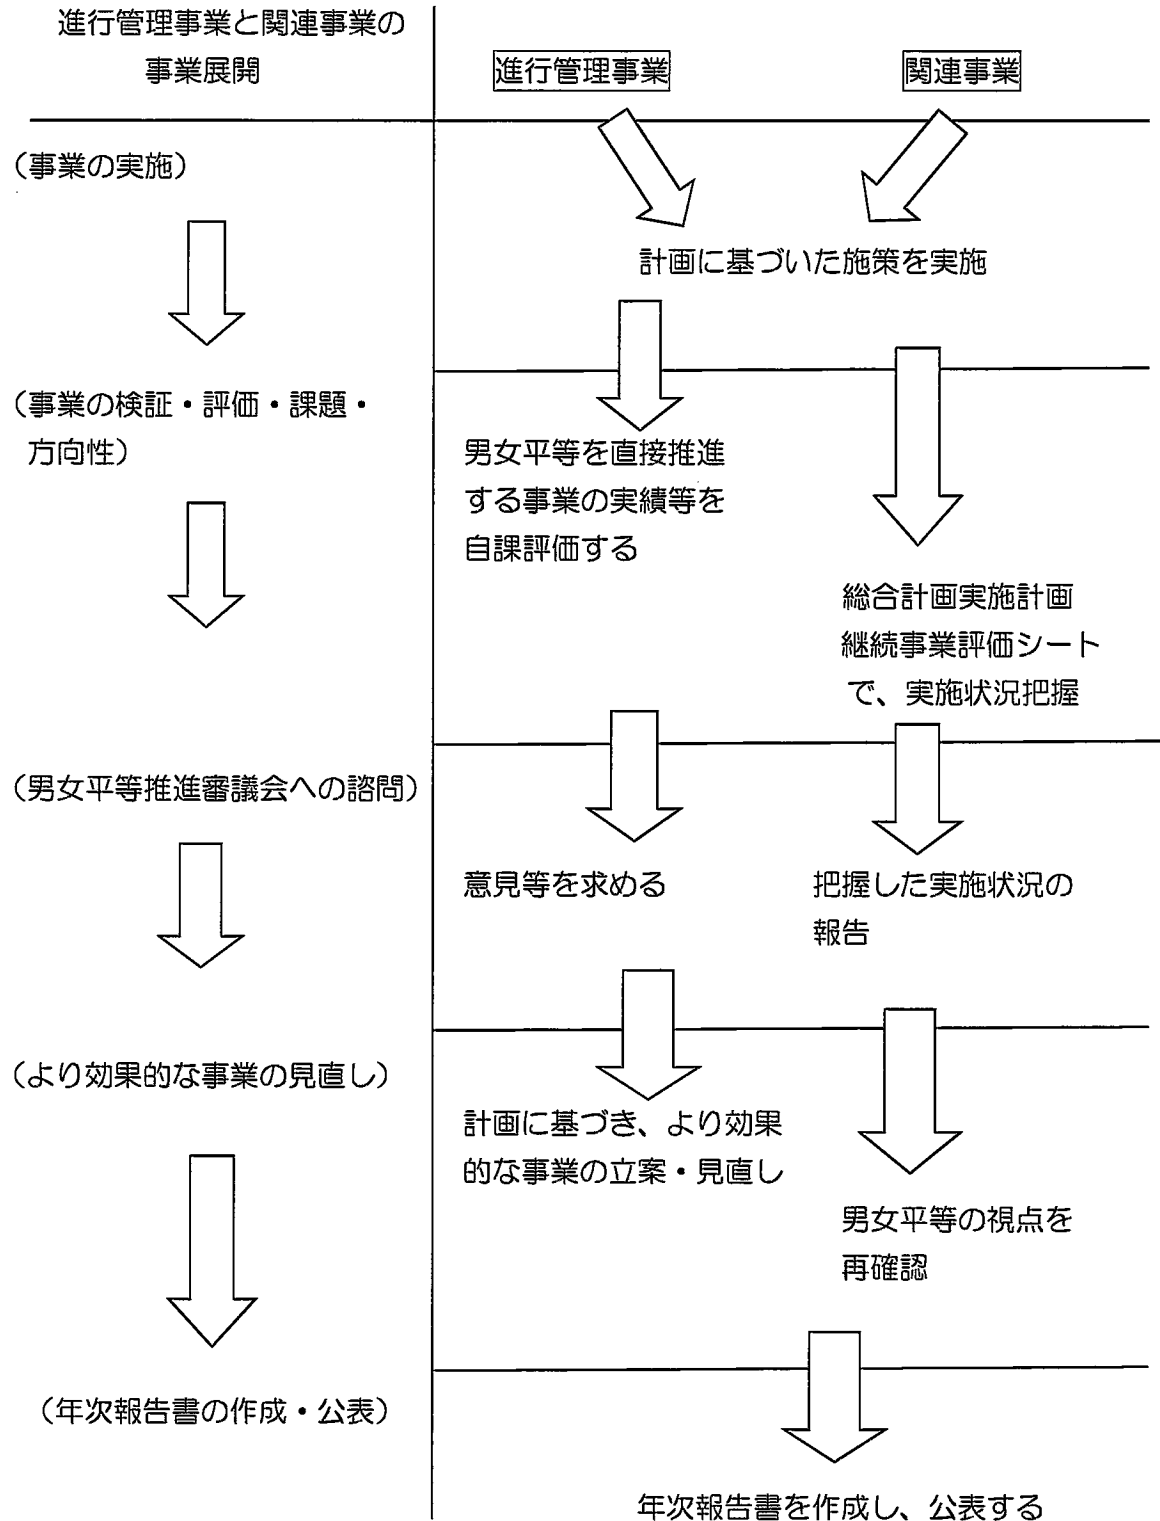 進行管理事業と関連事業の
事業展開
進行管理事業
関連事業
（事業の実施）
計画に基づいた施策を実施
（事業の検証・評価・課題・
方向性）
男女平等を直接推進
する事業の実績等を
自課評価する
総合計画実施計画
継続事業評価シート
で、実施状況把握
（男女平等推進審議会への諮問）
意見等を求める
把握した実施状況の
報告
（より効果的な事業の見直し）
計画に基づき、より効果
的な事業の立案・見直し
男女平等の視点を
再確認
（年次報告書の作成・公表）
年次報告書を作成し、公表する